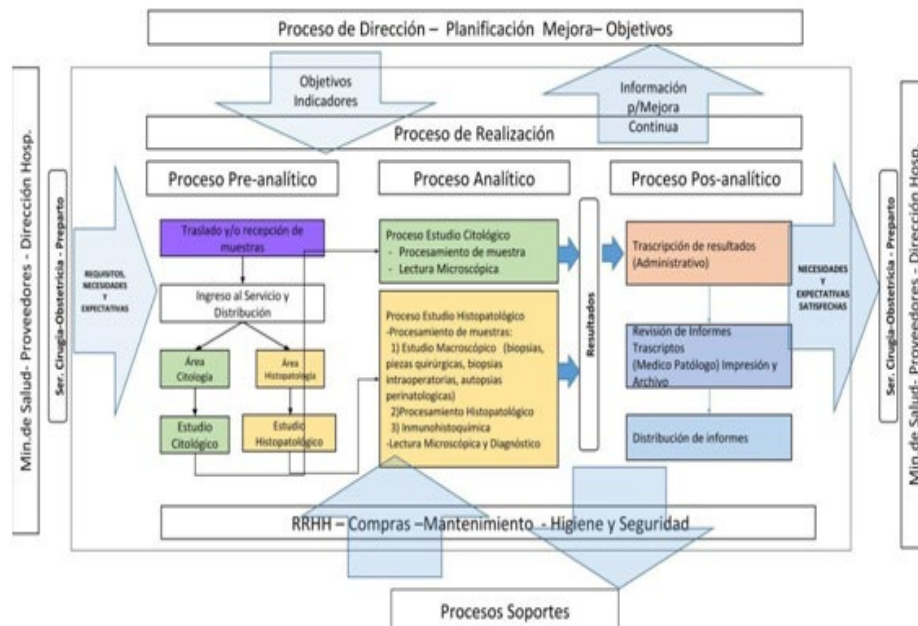 Proceso de Dirección – Planificación Mejora– Objetivos
Objetivos
Indicadores
Información
p/Mejora
Continua
Proceso de Realización
Min.de Salud- Proveedores - Dirección Hosp.
Ser. Cirugia-Obstetricia - Preparto
REQUISITOS,
NECESIDADES
Y
EXPECTATIVAS
Proceso Pre-analítico
Traslado y/o recepción de
muestras
Ingreso al Servicio y
Distribución
Área
Citología
Área
Histopatología
Estudio
Citológico
Estudio
Histopatológico
Proceso Analítico
Proceso Estudio Citológico
- Procesamiento de muestra
- Lectura Microscópica
Proceso Estudio Histopatológico
-Procesamiento de muestras:
1) Estudio Macroscópico (biopsias,
piezas quirúrgicas, biopsias
intraoperatorias, autopsias
perinatologicas)
2)Procesamiento Histopatológico
3) Inmunohistoquímica
-Lectura Microscópica y Diagnóstico
Resultados
Proceso Pos-analítico
Trascripción de resultados
(Administrativo)
Revisión de Informes
Trascriptos
(Medico Patólogo) Impresión y
Archivo
Distribución de informes
NECESIDADES
Y
EXPECTATIVAS
SATISFECHAS
Ser. Cirugia-Obstetricia - Preparto
Min.de Salud- Proveedores - Dirección Hosp.
RRHH – Compras –Mantenimiento - Higiene y Seguridad
Procesos Soportes